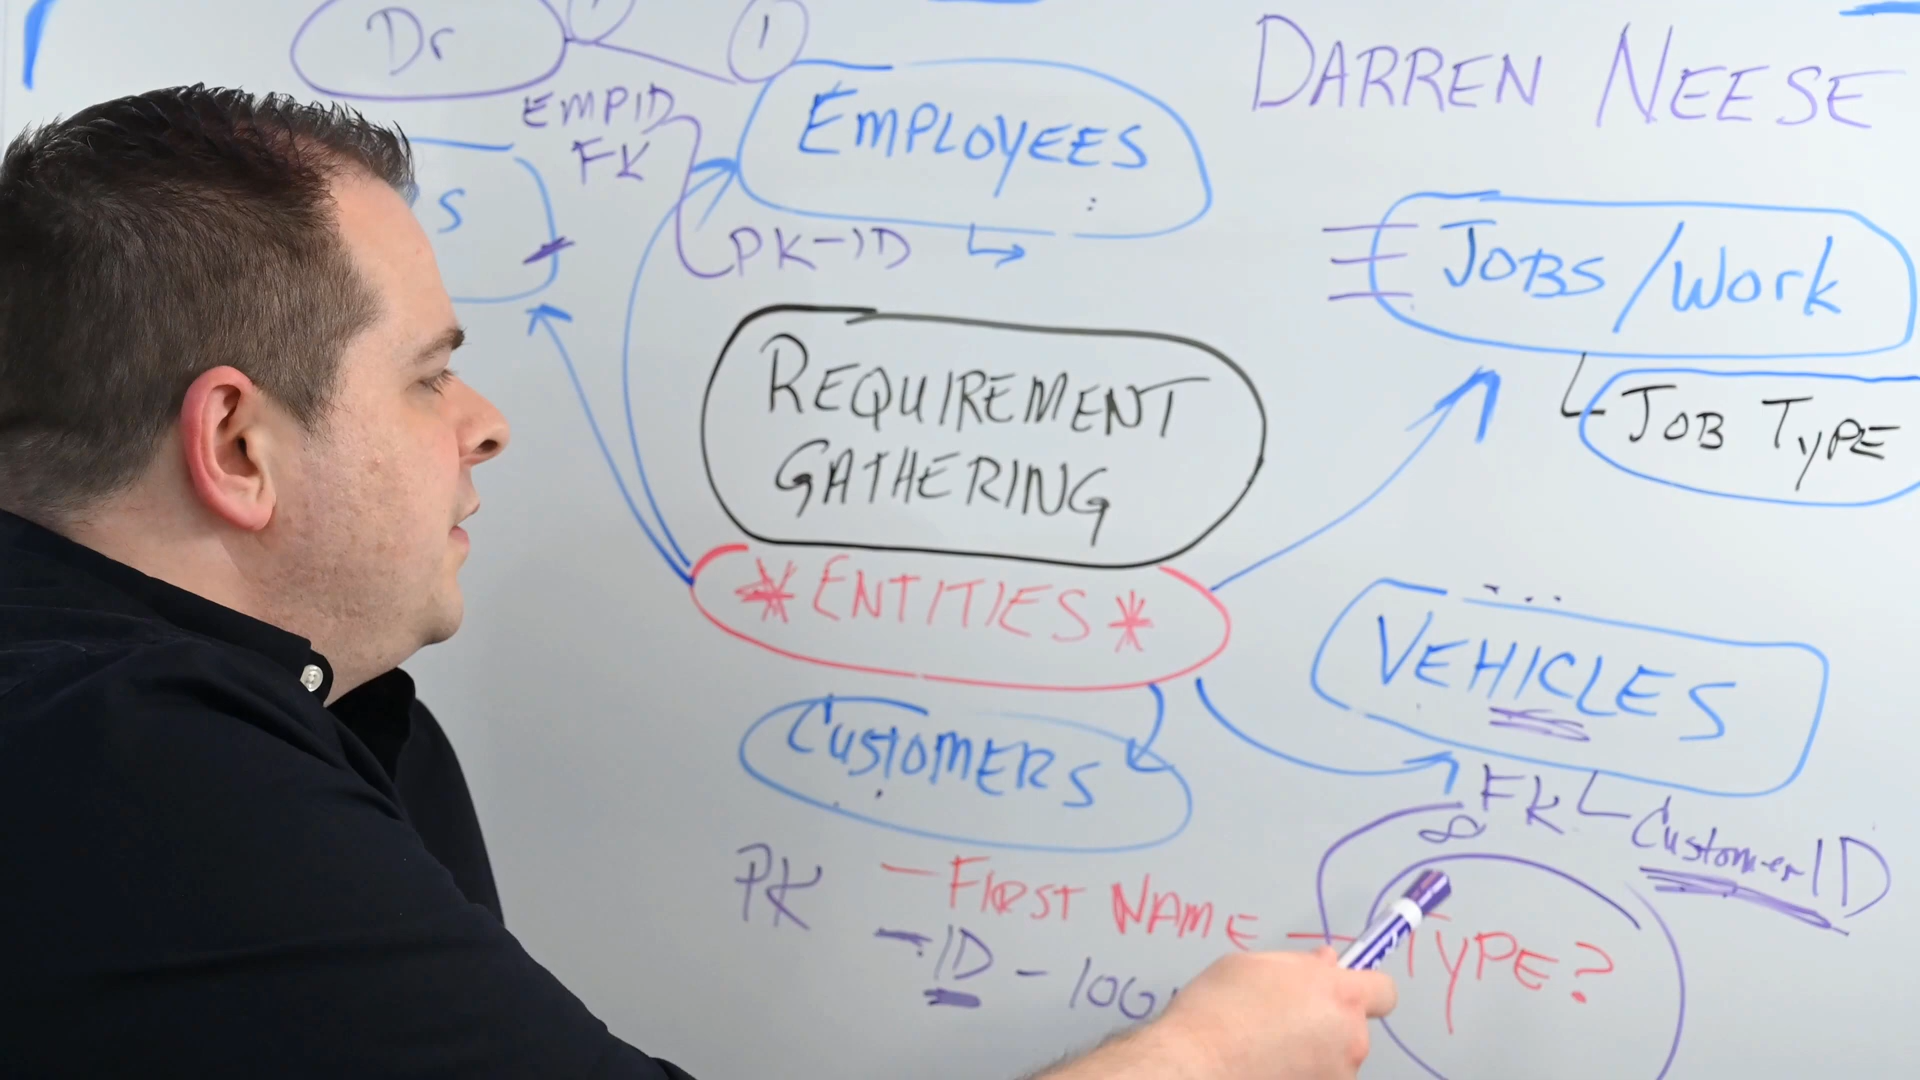 Dr
1
DARREN NEESE
EMPID
FK
EMPLOYEES
S
PK-ID
JOBS/Work
REQUIREMENT
GATHERING
JOB TYPE
*ENTITIES*
VEHICLES
CUSTOMERS
FK
CustomerID
∞
PK
- FIRST NAME
- TYPE?
- ID - 100